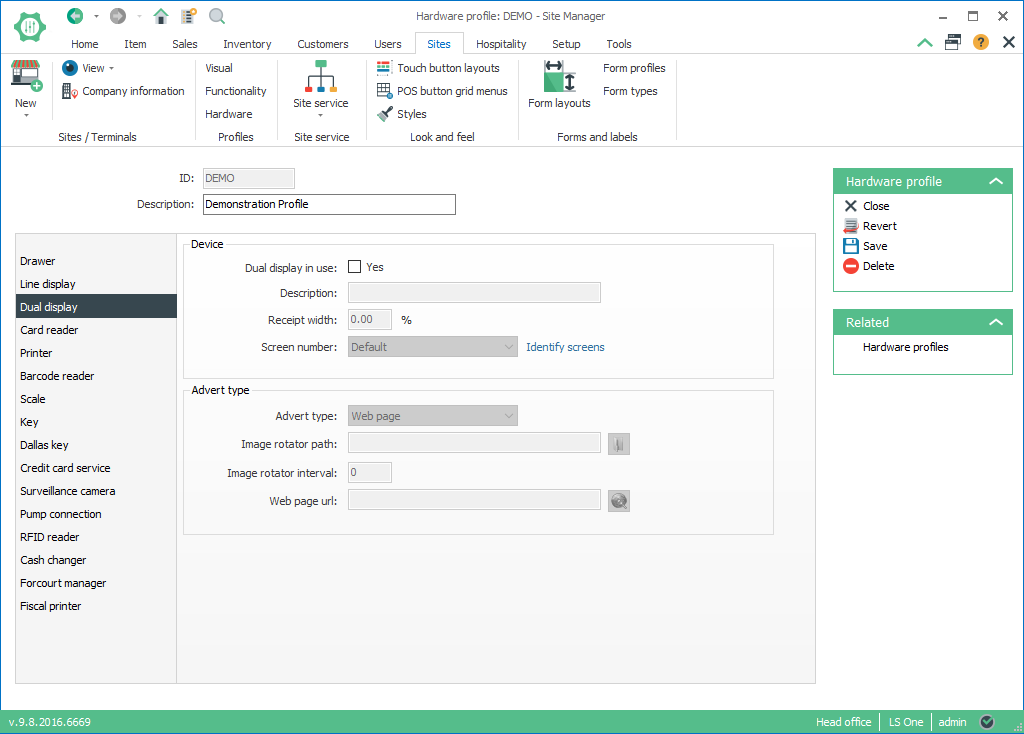 Hardware profile: DEMO - Site Manager
Home Item Sales Inventory Customers Users Sites Hospitality Setup Tools
?
New
View
Company information
Sites / Terminals
Visual
Functionality
Hardware
Profiles
Site service
Site service
Touch button layouts
POS button grid menus
Styles
Look and feel
Form layouts
Form profiles
Form types
Forms and labels
ID: DEMO
Description: Demonstration Profile
Drawer
Line display
Dual display
Card reader
Printer
Barcode reader
Scale
Key
Dallas key
Credit card service
Surveillance camera
Pump connection
RFID reader
Cash changer
Forcourt manager
Fiscal printer
Device
Dual display in use: Yes
Description:
Receipt width: 0.00 %
Screen number: Default Identify screens
Advert type
Advert type: Web page
Image rotator path:
Image rotator interval: 0
Web page url:
Hardware profile
Close
Revert
Save
Delete
Related
Hardware profiles
v.9.8.2016.6669
Head office LS One admin